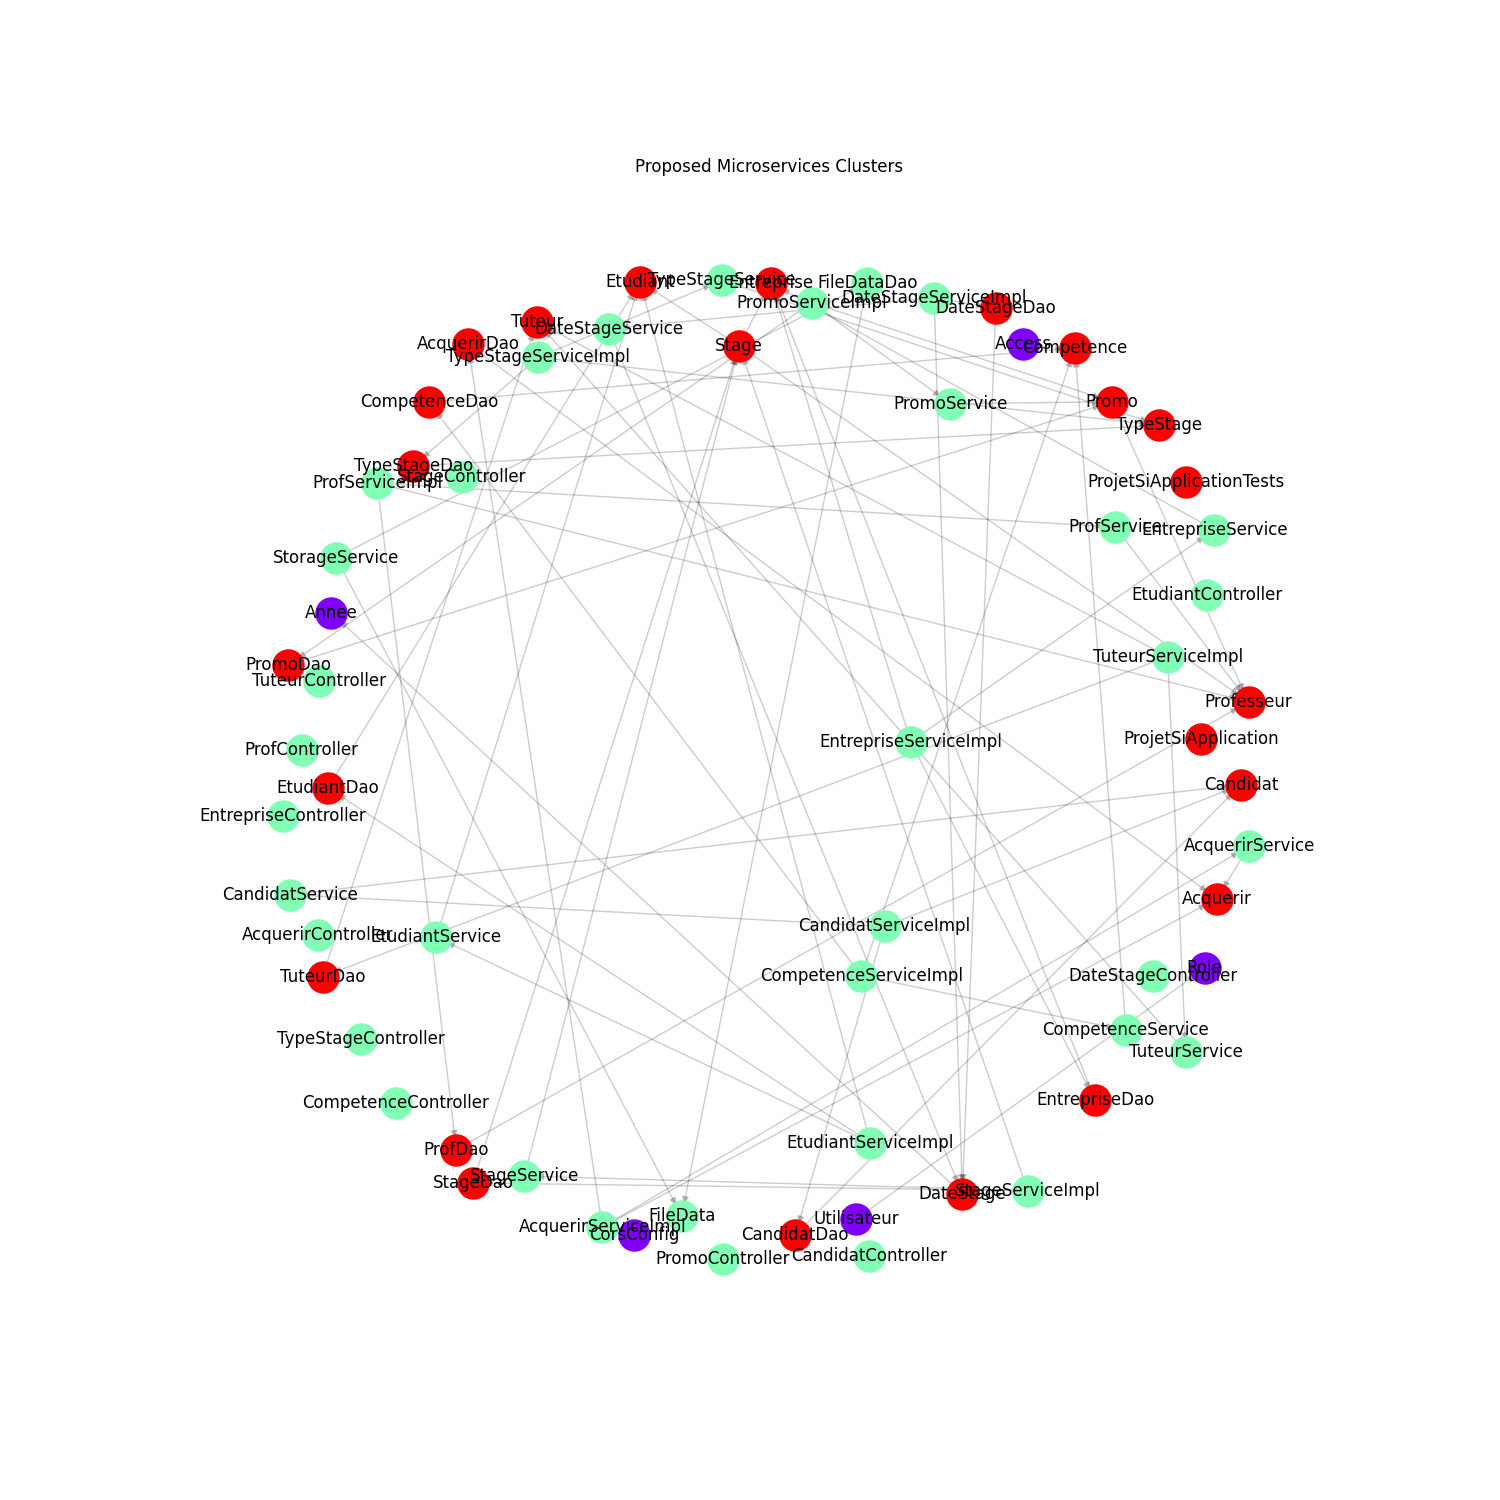 Proposed Microservices Clusters
Etudiant
TypeStageService
Entreprise
FileDataDao
PromoServiceImpl
DateStageServiceImpl
DateStageDao
Tuteur
DateStageService
AcquerirDao
TypeStageServiceImpl
Stage
Access
Competence
CompetenceDao
PromoService
Promo
TypeStage
TypeStageDao
StageController
ProfServiceImpl
ProjetSiApplicationTests
ProfService
EntrepriseService
StorageService
EtudiantController
Annee
PromoDao
TuteurController
TuteurServiceImpl
Professeur
ProfController
EntrepriseServiceImpl
ProjetSiApplication
EtudiantDao
Candidat
EntrepriseController
AcquerirService
CandidatService
Acquerir
AcquerirController
EtudiantService
CandidatServiceImpl
TuteurDao
CompetenceServiceImpl
DateStageController
Role
TypeStageController
CompetenceService
TuteurService
CompetenceController
EntrepriseDao
ProfDao
EtudiantServiceImpl
StageDao
StageService
DateStage
StageServiceImpl
AcquerirServiceImpl
FileData
CorsConfig
CandidatDao
Utilisateur
PromoController
CandidatController